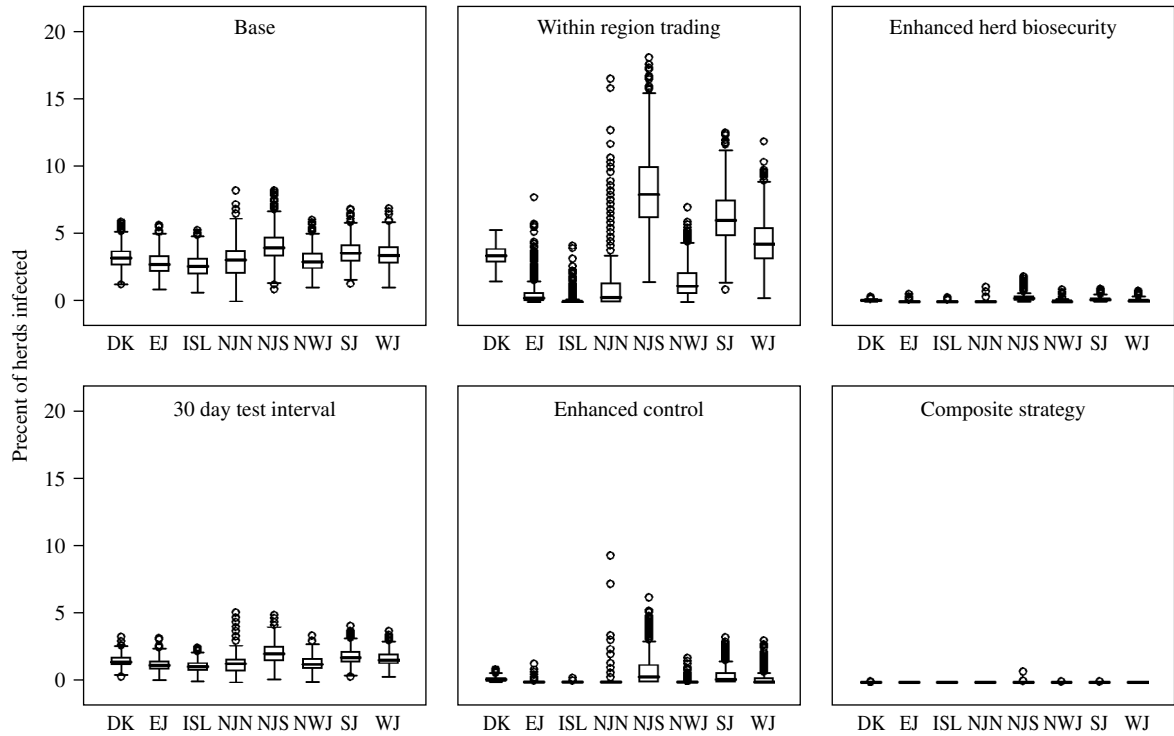 Base
Within region trading
Enhanced herd biosecurity
20
15
10
5
0
DK EJ ISL NJN NJS NWJ SJ WJ
DK EJ ISL NJN NJS NWJ SJ WJ
DK EJ ISL NJN NJS NWJ SJ WJ
Precent of herds infected
30 day test interval
Enhanced control
Composite strategy
20
15
10
5
0
DK EJ ISL NJN NJS NWJ SJ WJ
DK EJ ISL NJN NJS NWJ SJ WJ
DK EJ ISL NJN NJS NWJ SJ WJ